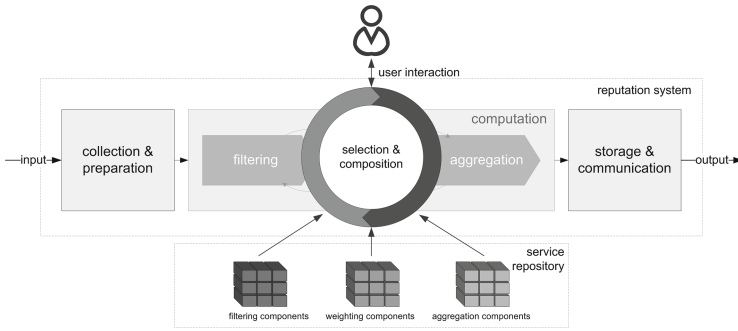 user interaction
reputation system
computation
input
collection &
preparation
filtering
selection &
composition
aggregation
storage &
communication
output
service
repository
filtering components
weighting components
aggregation components